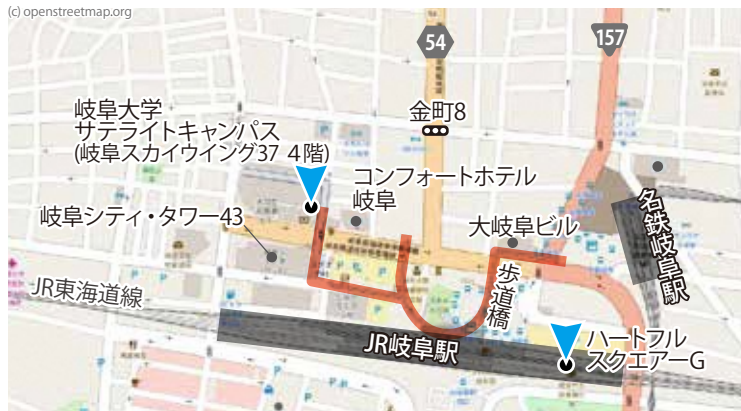 (c) openstreetmap.org
54
157
金町8
岐阜大学
サテライトキャンパス
(岐阜スカイウイング37 4階)
コンフォートホテル
岐阜
岐阜シティ・タワー43
大岐阜ビル
名鉄岐阜駅
歩道橋
JR東海道線
JR岐阜駅
ハートフル
スクエアーG